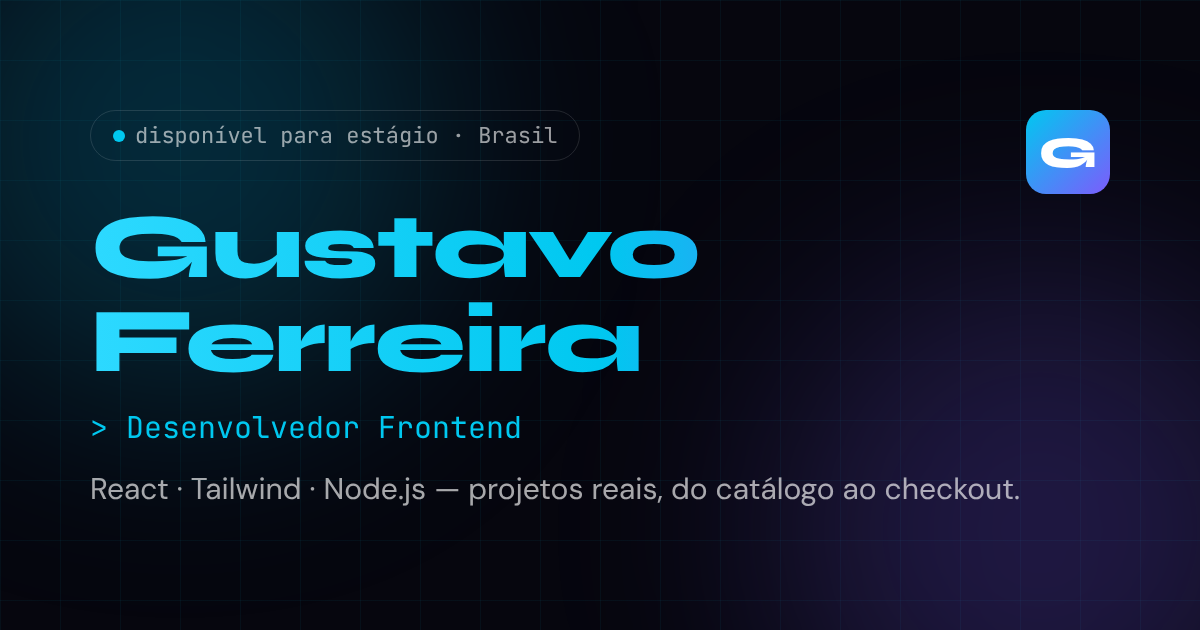 disponível para estágio · Brasil
G
Gustavo
Ferreira
> Desenvolvedor Frontend
React · Tailwind · Node.js — projetos reais, do catálogo ao checkout.